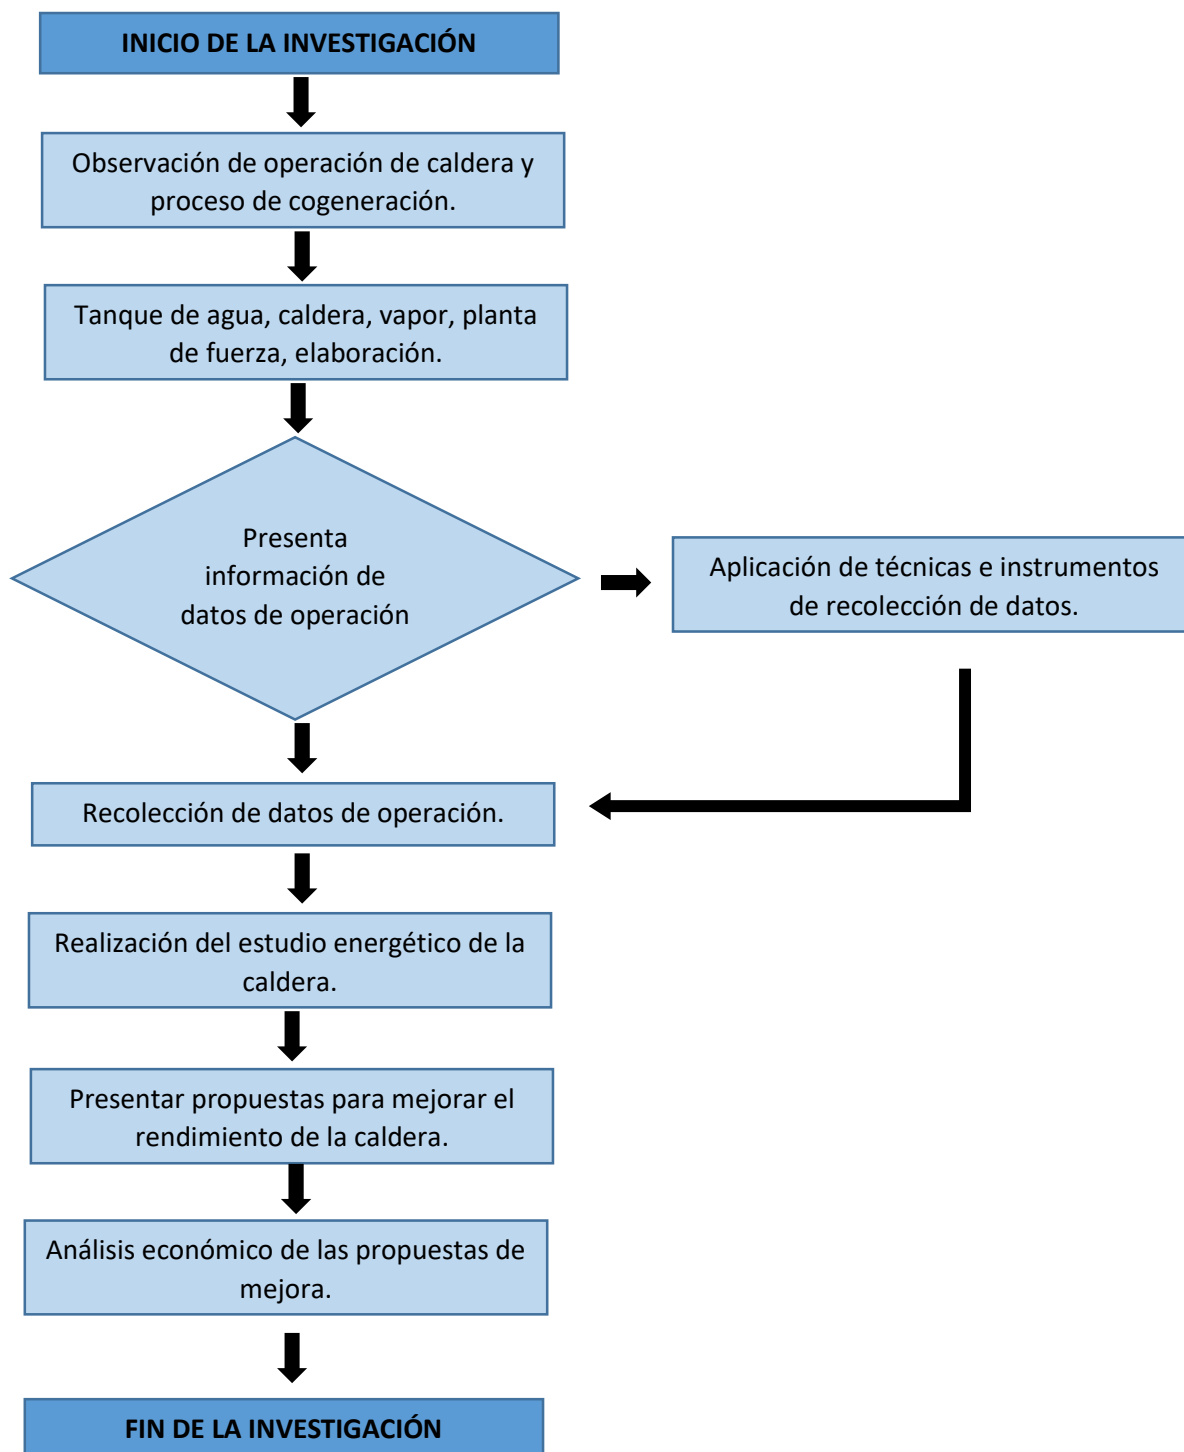 INICIO DE LA INVESTIGACIÓN
Observación de operación de caldera y
proceso de cogeneración.
Tanque de agua, caldera, vapor, planta
de fuerza, elaboración.
Presenta
información de
datos de operación
Aplicación de técnicas e instrumentos
de recolección de datos.
Recolección de datos de operación.
Realización del estudio energético de la
caldera.
Presentar propuestas para mejorar el
rendimiento de la caldera.
Análisis económico de las propuestas de
mejora.
FIN DE LA INVESTIGACIÓN